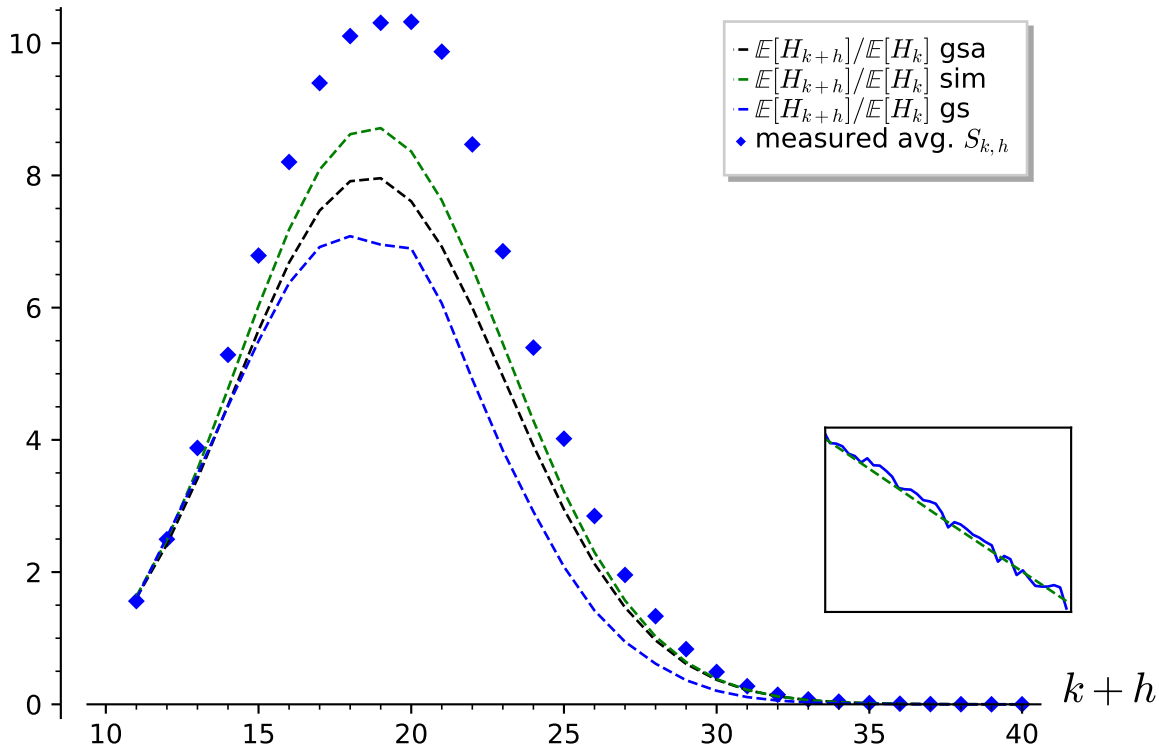 10
8
6
4
2
0
𝔼[H_{k+h}]/𝔼[H_k] gsa
𝔼[H_{k+h}]/𝔼[H_k] sim
𝔼[H_{k+h}]/𝔼[H_k] gs
measured avg. S_{k,h}
k + h
10 15 20 25 30 35 40